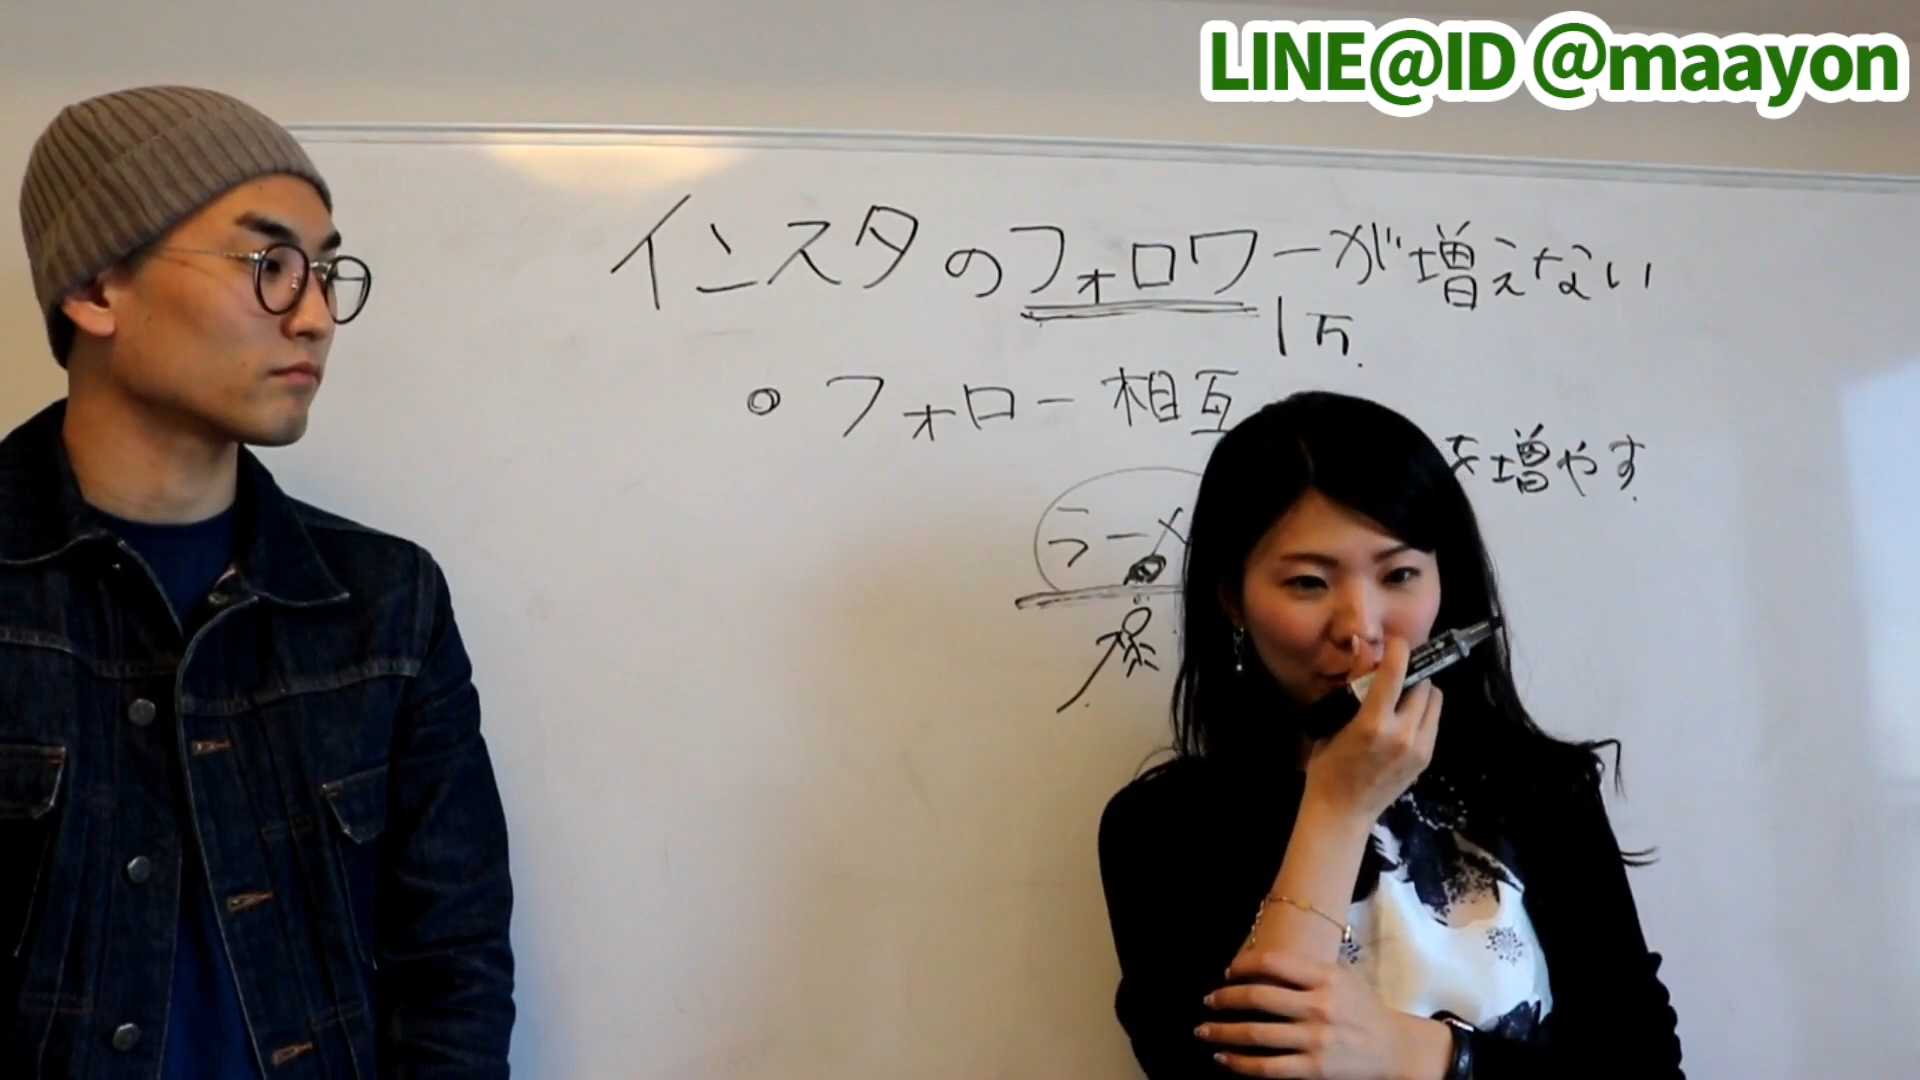 LINE@ID @maayon
インスタのフォロワーが増えない
1万
フォロー相互
を増やす
ラーメ